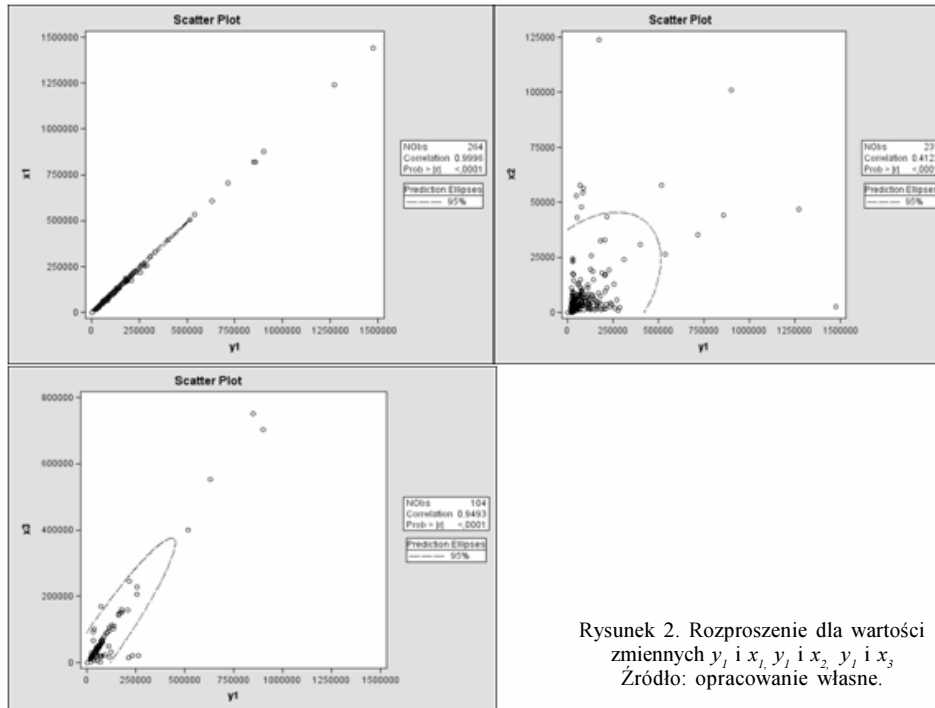 Scatter Plot
1500000
1250000
1000000
750000
500000
250000
0
x1
0 250000 500000 750000 1000000 1250000 1500000
y1
NObs 264
Correlation 0.9996
Prob > |r| <,0001
Prediction Ellipses
95%
Scatter Plot
125000
100000
75000
50000
25000
0
x2
0 250000 500000 750000 1000000 1250000 1500000
y1
NObs
Correlation
Prob > |r| <,0001
Prediction Ellipses
95%
Scatter Plot
800000
600000
400000
200000
0
x3
0 250000 500000 750000 1000000 1250000 1500000
y1
NObs 104
Correlation 0.9493
Prob > |r| <,0001
Prediction Ellipses
95%
Rysunek 2. Rozproszenie dla wartości
zmiennych y1 i x1, y1 i x2, y1 i x3
Źródło: opracowanie własne.